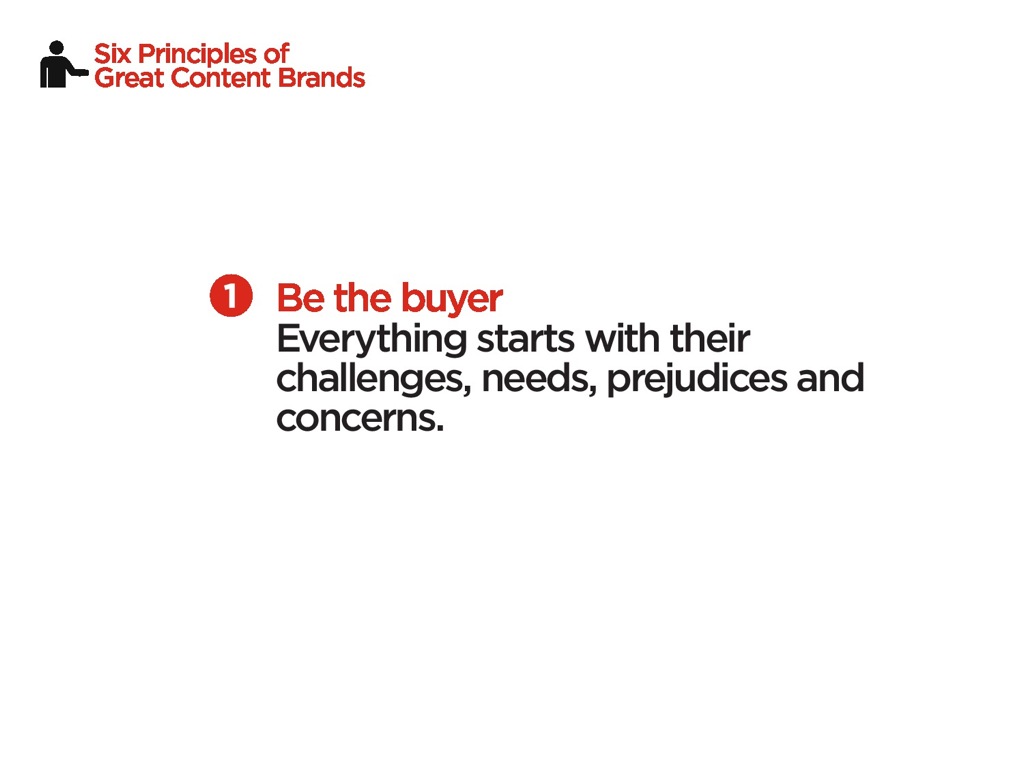 Six Principles of
Great Content Brands
1 Be the buyer
Everything starts with their
challenges, needs, prejudices and
concerns.